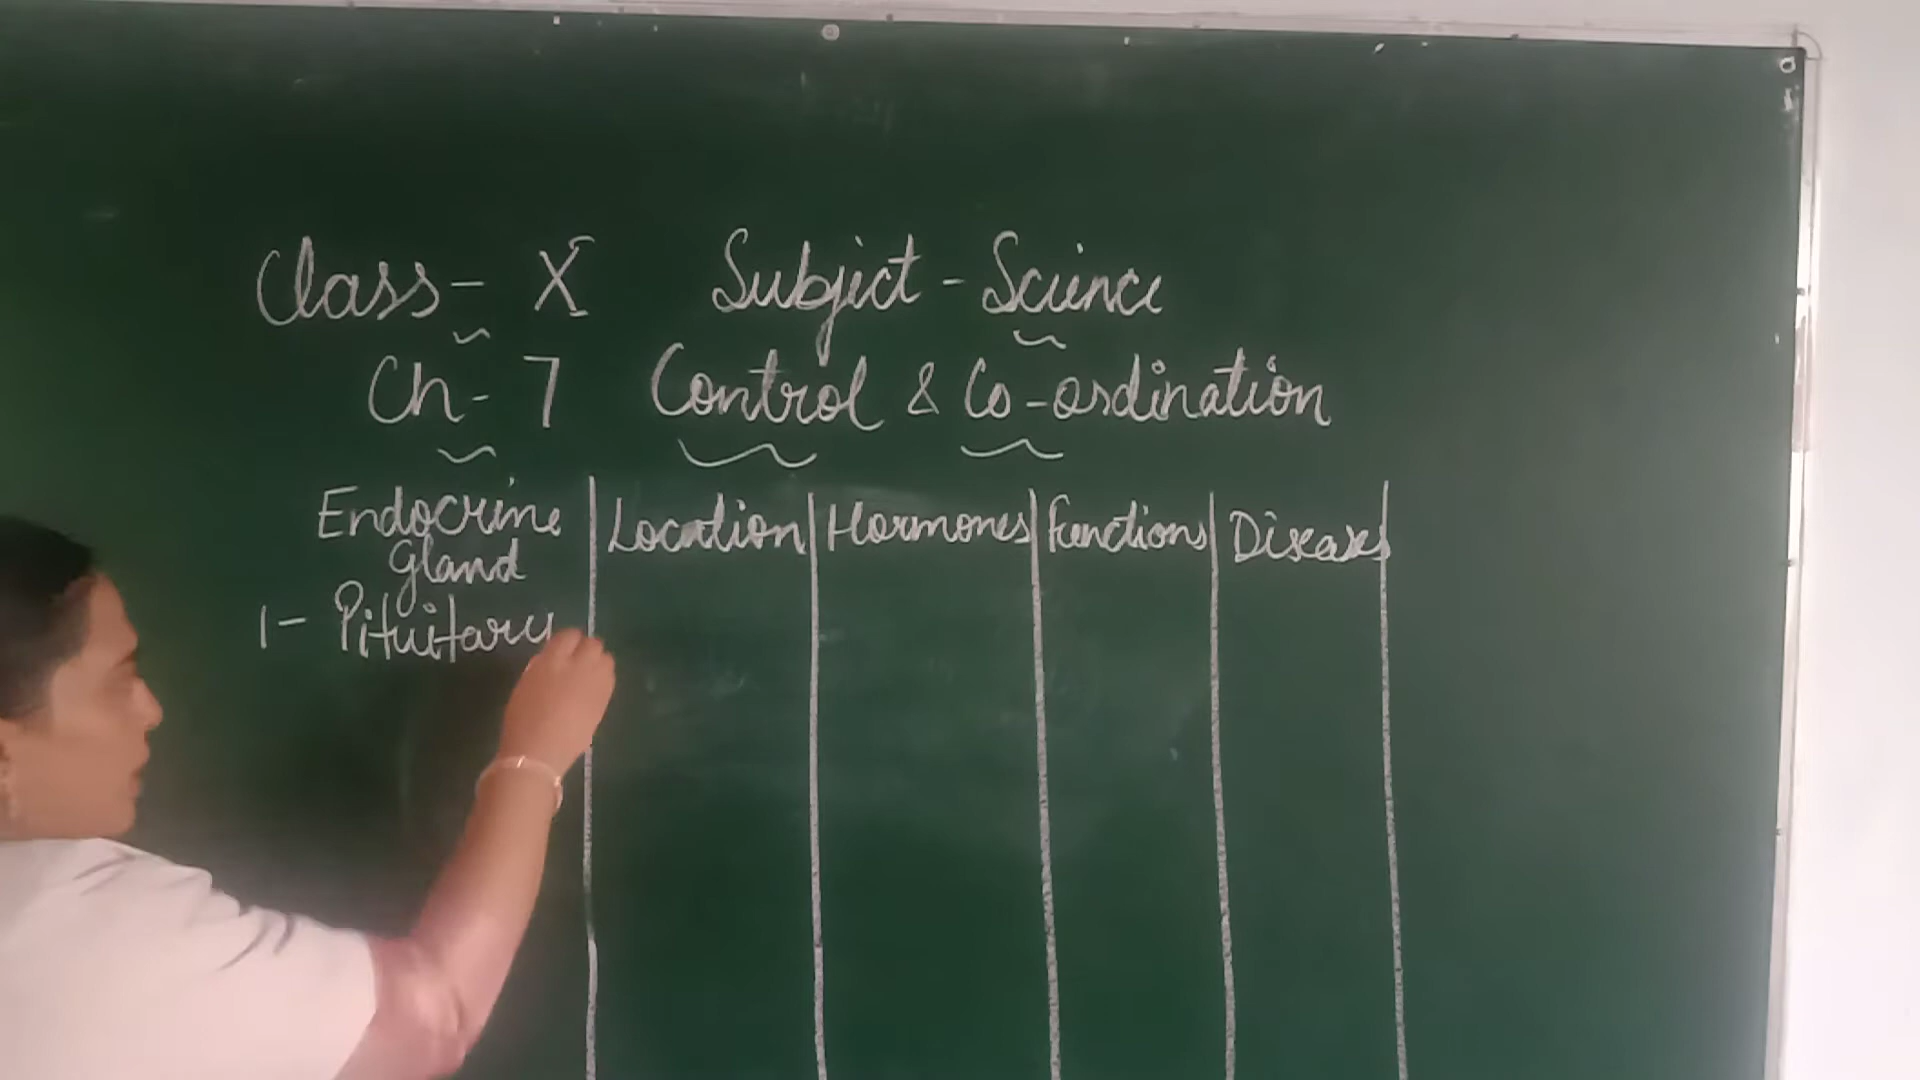 Class - X Subject - Science
Ch - 7 Control & Co-ordination
Endocrine Gland Location Hormones Functions Diseases
1- Pituitary